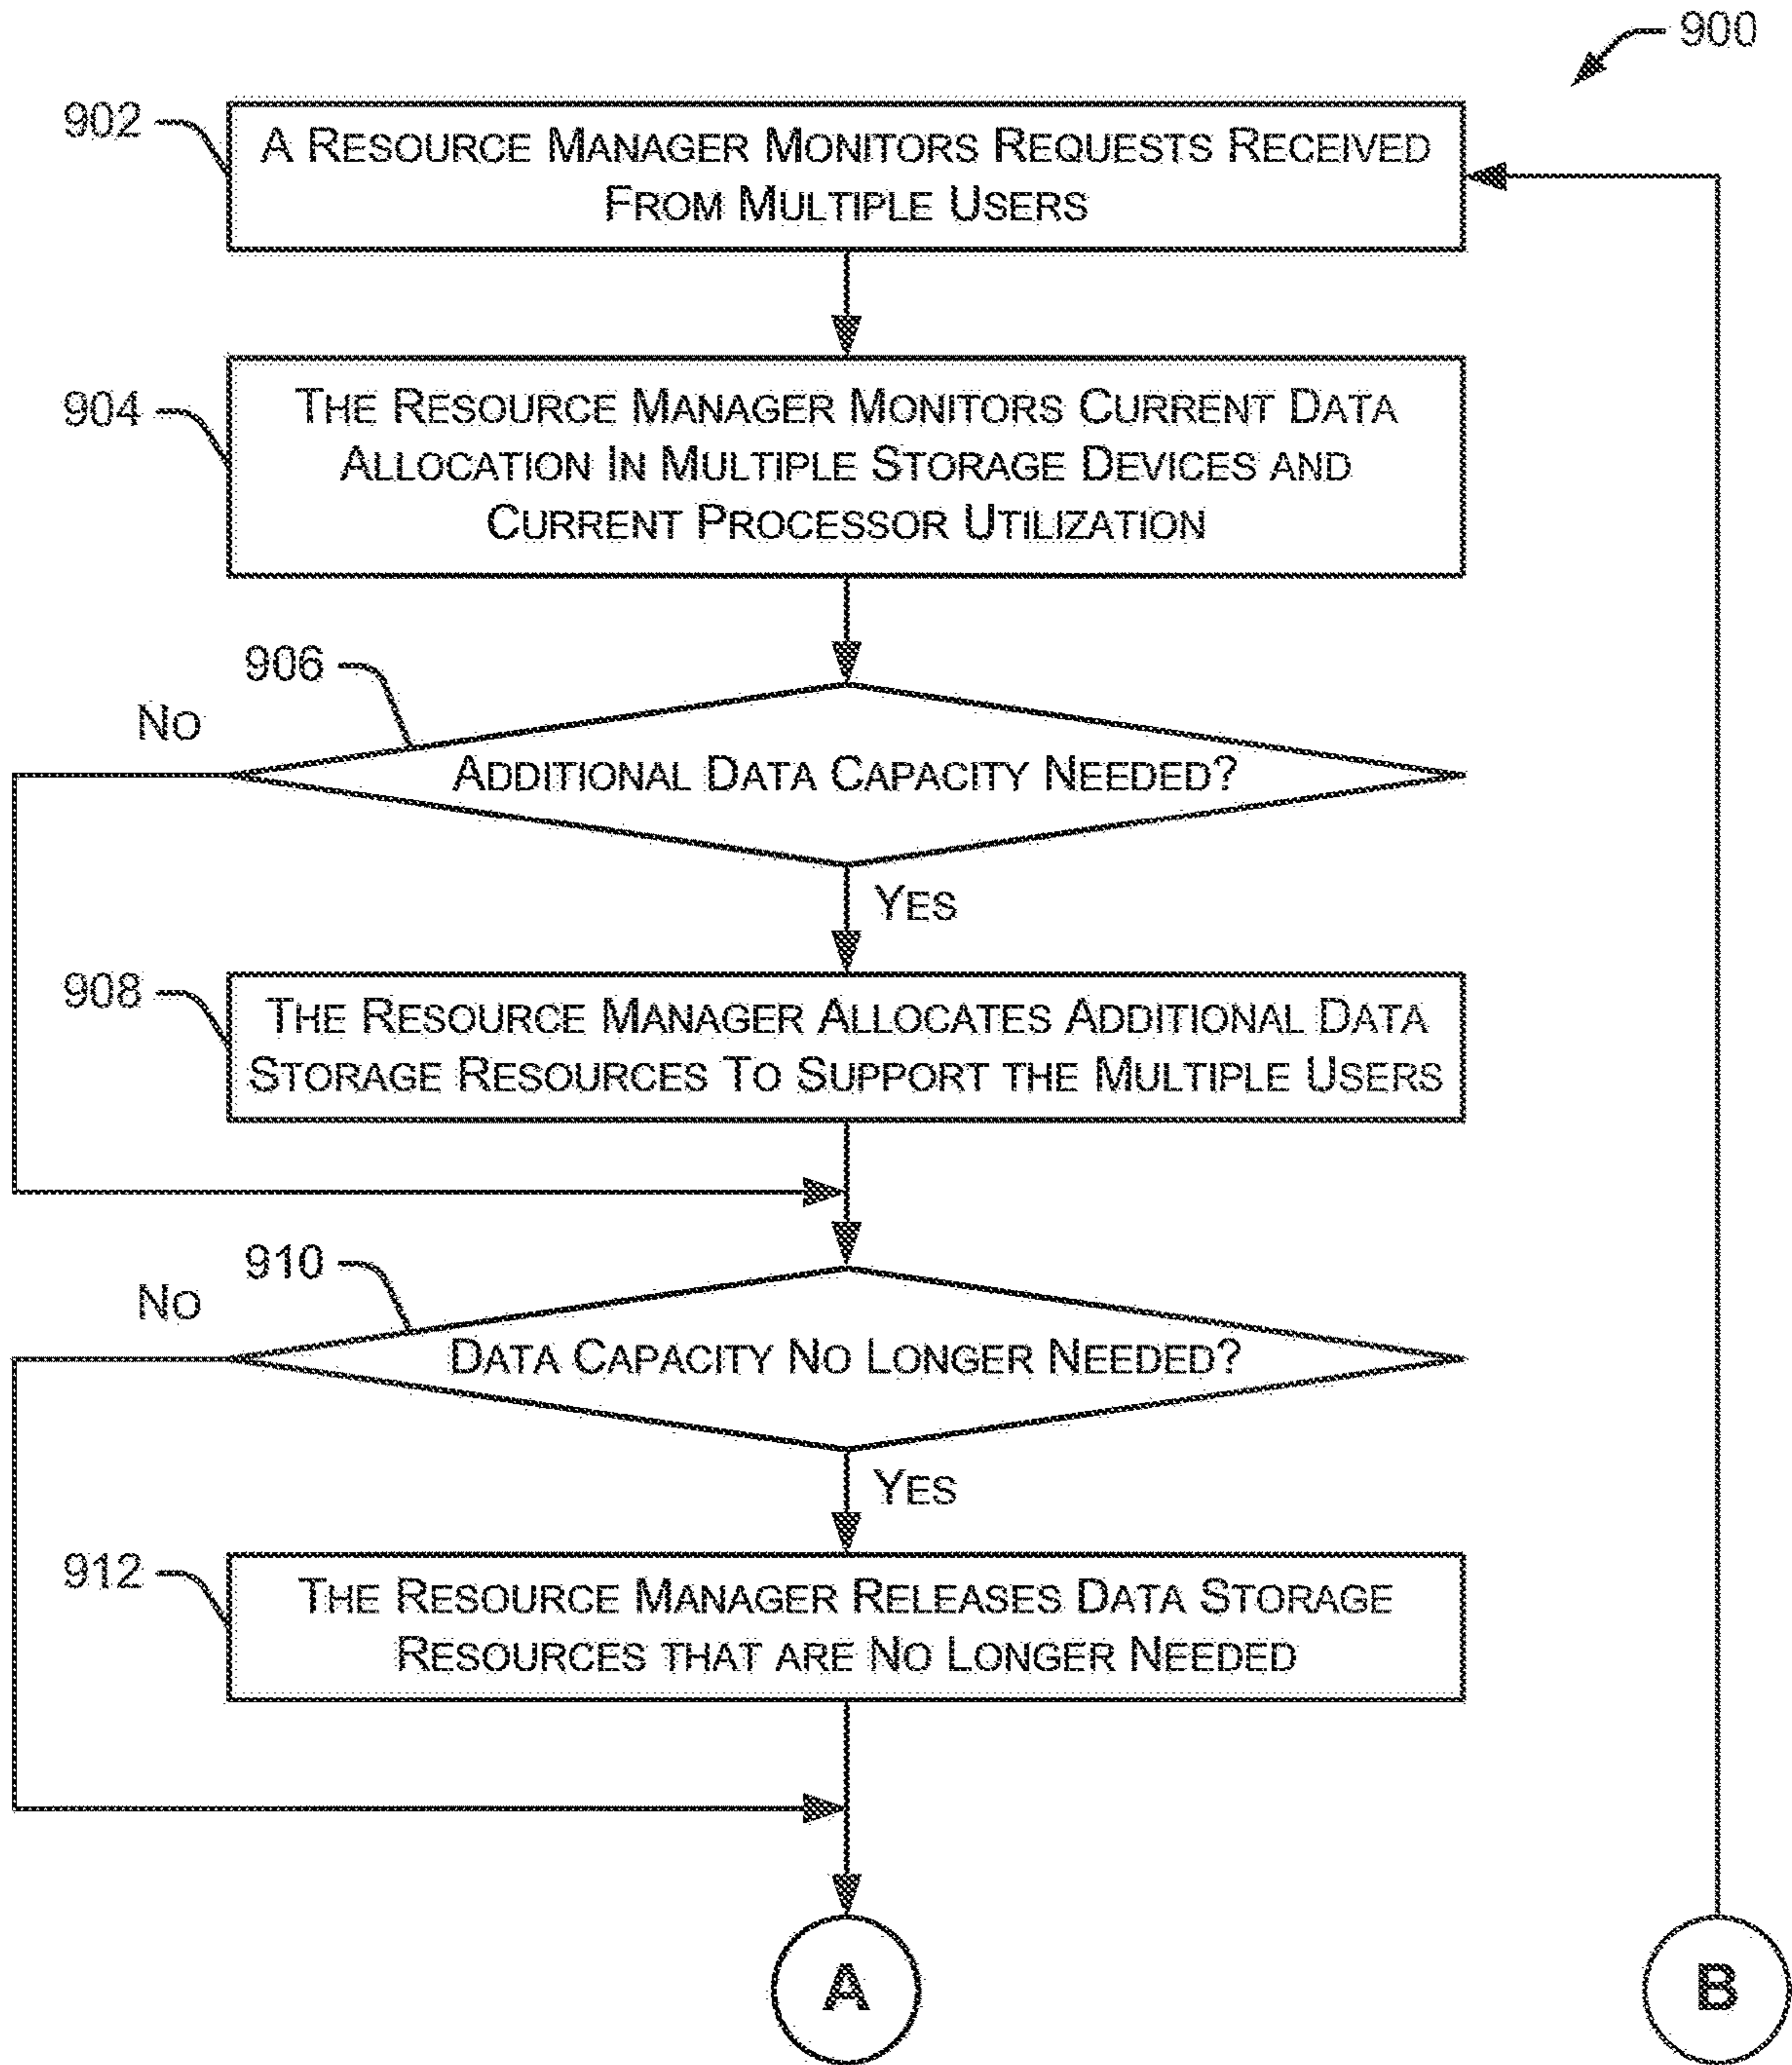 900
902
A RESOURCE MANAGER MONITORS REQUESTS RECEIVED
FROM MULTIPLE USERS
904
THE RESOURCE MANAGER MONITORS CURRENT DATA
ALLOCATION IN MULTIPLE STORAGE DEVICES AND
CURRENT PROCESSOR UTILIZATION
906
NO
ADDITIONAL DATA CAPACITY NEEDED?
YES
908
THE RESOURCE MANAGER ALLOCATES ADDITIONAL DATA
STORAGE RESOURCES TO SUPPORT THE MULTIPLE USERS
910
NO
DATA CAPACITY NO LONGER NEEDED?
YES
912
THE RESOURCE MANAGER RELEASES DATA STORAGE
RESOURCES THAT ARE NO LONGER NEEDED
A
B